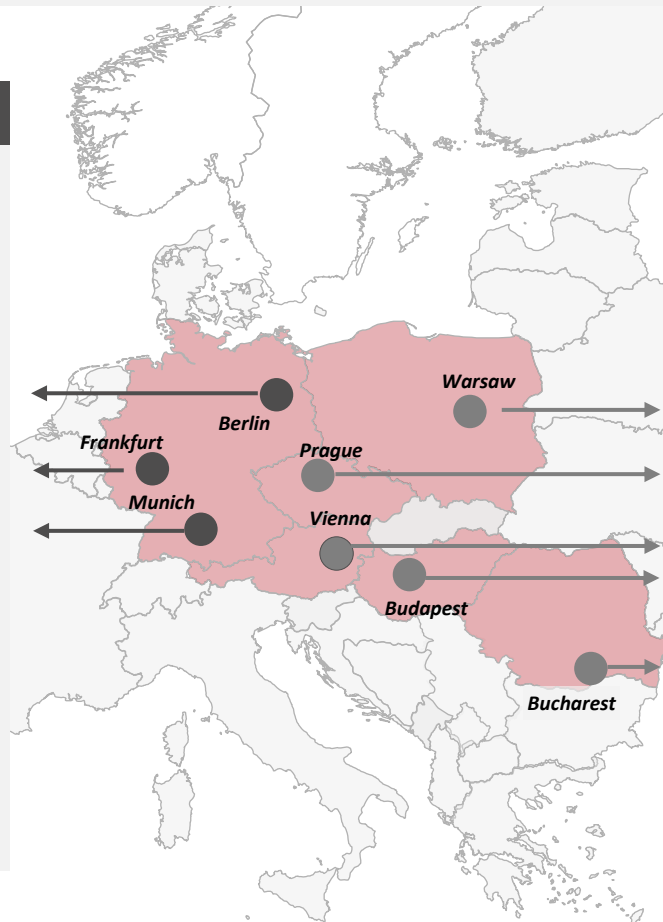 Warsaw
Berlin
Frankfurt
Prague
Munich
Vienna
Budapest
Bucharest